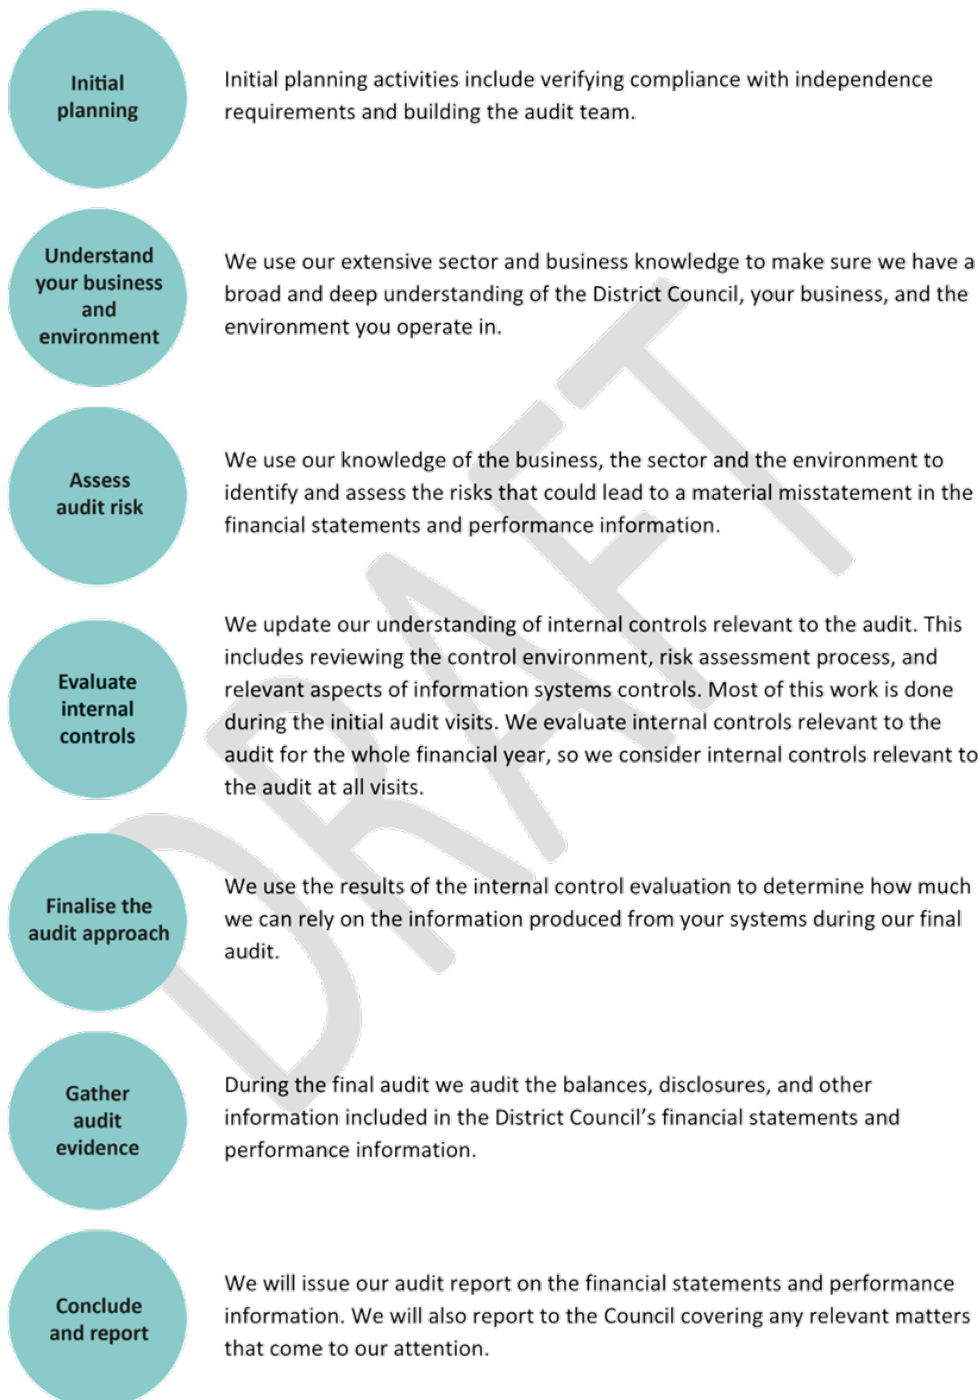 Initial
planning
Initial planning activities include verifying compliance with independence
requirements and building the audit team.
Understand
your business
and
environment
We use our extensive sector and business knowledge to make sure we have a
broad and deep understanding of the District Council, your business, and the
environment you operate in.
Assess
audit risk
We use our knowledge of the business, the sector and the environment to
identify and assess the risks that could lead to a material misstatement in the
financial statements and performance information.
Evaluate
internal
controls
We update our understanding of internal controls relevant to the audit. This
includes reviewing the control environment, risk assessment process, and
relevant aspects of information systems controls. Most of this work is done
during the initial audit visits. We evaluate internal controls relevant to the
audit for the whole financial year, so we consider internal controls relevant to
the audit at all visits.
Finalise the
audit approach
We use the results of the internal control evaluation to determine how much
we can rely on the information produced from your systems during our final
audit.
Gather
audit
evidence
During the final audit we audit the balances, disclosures, and other
information included in the District Council’s financial statements and
performance information.
Conclude
and report
We will issue our audit report on the financial statements and performance
information. We will also report to the Council covering any relevant matters
that come to our attention.
DRAFT